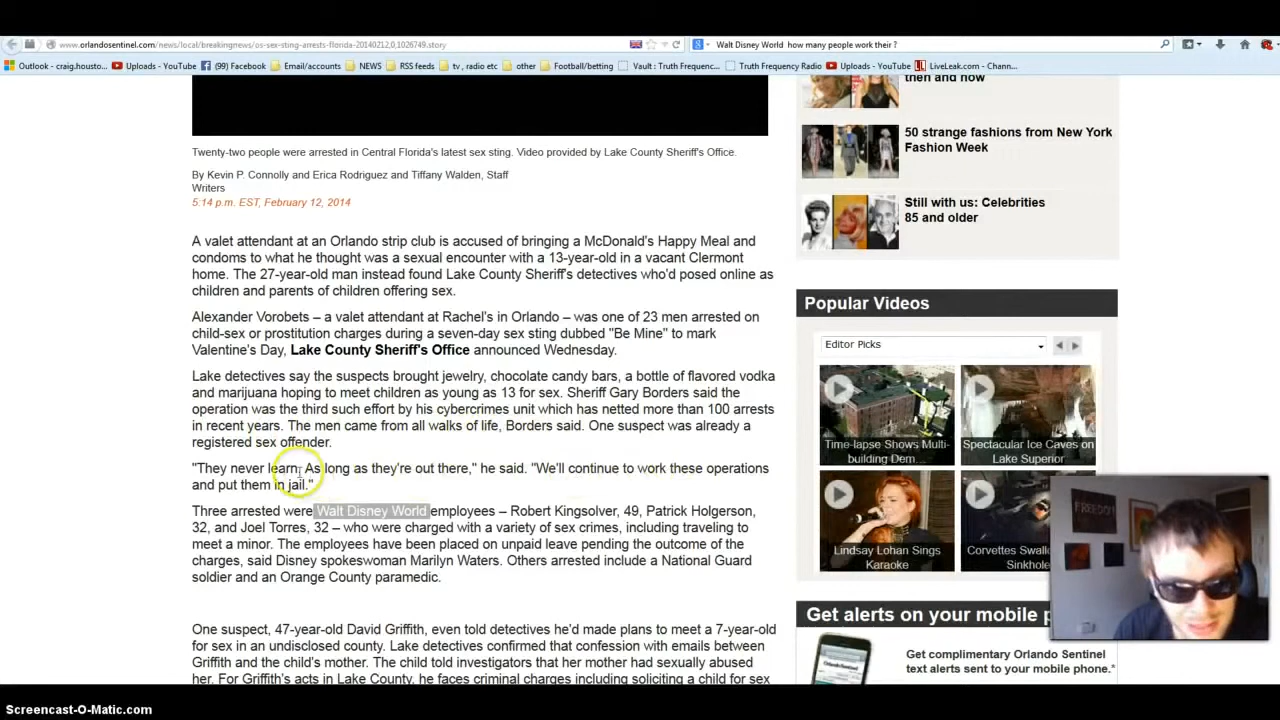 www.orlandosentinel.com/news/local/breakingnews/os-sex-sting-arrests-florida-20140212,0,1026749.story
Walt Disney World how many people work their ?
Outlook - craig.housto...
Uploads - YouTube
(99) Facebook
Email/accounts
NEWS
RSS feeds
tv , radio etc
other
Football/betting
Vault : Truth Frequenc...
Truth Frequency Radio
Uploads - YouTube
LiveLeak.com - Chann...
Twenty-two people were arrested in Central Florida's latest sex sting. Video provided by Lake County Sheriff's Office.
By Kevin P. Connolly and Erica Rodriguez and Tiffany Walden, Staff
Writers
5:14 p.m. EST, February 12, 2014
A valet attendant at an Orlando strip club is accused of bringing a McDonald's Happy Meal and
condoms to what he thought was a sexual encounter with a 13-year-old in a vacant Clermont
home. The 27-year-old man instead found Lake County Sheriff's detectives who'd posed online as
children and parents of children offering sex.
Alexander Vorobets – a valet attendant at Rachel's in Orlando – was one of 23 men arrested on
child-sex or prostitution charges during a seven-day sex sting dubbed "Be Mine" to mark
Valentine's Day, Lake County Sheriff's Office announced Wednesday.
Lake detectives say the suspects brought jewelry, chocolate candy bars, a bottle of flavored vodka
and marijuana hoping to meet children as young as 13 for sex. Sheriff Gary Borders said the
operation was the third such effort by his cybercrimes unit which has netted more than 100 arrests
in recent years. The men came from all walks of life, Borders said. One suspect was already a
registered sex offender.
"They never learn. As long as they're out there," he said. "We'll continue to work these operations
and put them in jail."
Three arrested were Walt Disney World employees – Robert Kingsolver, 49, Patrick Holgerson,
32, and Joel Torres, 32 – who were charged with a variety of sex crimes, including traveling to
meet a minor. The employees have been placed on unpaid leave pending the outcome of the
charges, said Disney spokeswoman Marilyn Waters. Others arrested include a National Guard
soldier and an Orange County paramedic.
One suspect, 47-year-old David Griffith, even told detectives he'd made plans to meet a 7-year-old
for sex in an undisclosed county. Lake detectives confirmed that confession with emails between
Griffith and the child's mother. The child told investigators that her mother had sexually abused
her. For Griffith's acts in Lake County, he faces criminal charges including soliciting a child for sex
then and now
50 strange fashions from New York
Fashion Week
Still with us: Celebrities
85 and older
Popular Videos
Editor Picks
Time-lapse Shows Multi-
building Dem...
Spectacular Ice Caves on
Lake Superior
Lindsay Lohan Sings
Karaoke
Corvettes Swallo
Sinkhole
Get alerts on your mobile p
Get complimentary Orlando Sentinel
text alerts sent to your mobile phone.*
Screencast-O-Matic.com